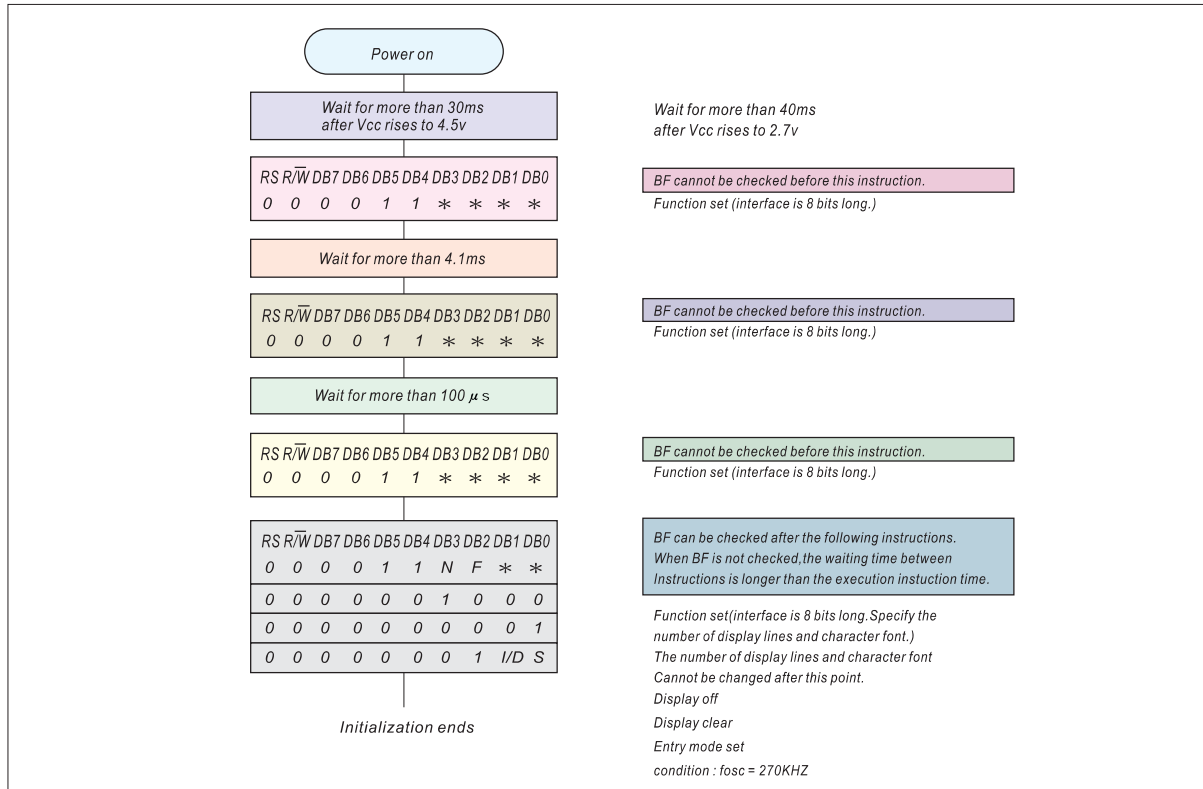 Power on
Wait for more than 30ms
after Vcc rises to 4.5v
Wait for more than 40ms
after Vcc rises to 2.7v
RS R/W̅ DB7 DB6 DB5 DB4 DB3 DB2 DB1 DB0
0 0 0 0 1 1 * * * *
BF cannot be checked before this instruction.
Function set (interface is 8 bits long.)
Wait for more than 4.1ms
RS R/W̅ DB7 DB6 DB5 DB4 DB3 DB2 DB1 DB0
0 0 0 0 1 1 * * * *
BF cannot be checked before this instruction.
Function set (interface is 8 bits long.)
Wait for more than 100 μs
RS R/W̅ DB7 DB6 DB5 DB4 DB3 DB2 DB1 DB0
0 0 0 0 1 1 * * * *
BF cannot be checked before this instruction.
Function set (interface is 8 bits long.)
RS R/W̅ DB7 DB6 DB5 DB4 DB3 DB2 DB1 DB0
0 0 0 0 1 1 N F * *
0 0 0 0 0 0 1 0 0 0
0 0 0 0 0 0 0 0 0 1
0 0 0 0 0 0 0 1 I/D S
BF can be checked after the following instructions.
When BF is not checked,the waiting time between
Instructions is longer than the execution instuction time.
Function set(interface is 8 bits long.Specify the
number of display lines and character font.)
The number of display lines and character font
Cannot be changed after this point.
Display off
Display clear
Entry mode set
condition : fosc = 270KHZ
Initialization ends